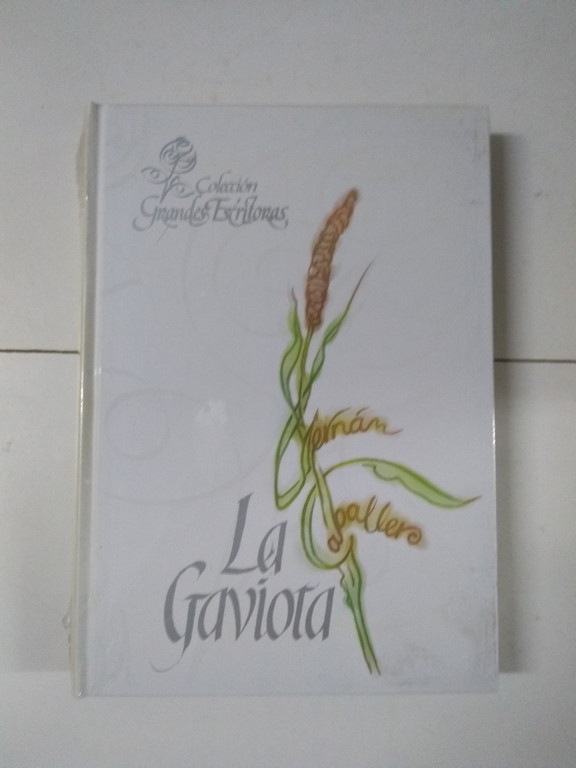 Colección
Grandes Escritoras
Fernán
Caballero
La
Gaviota